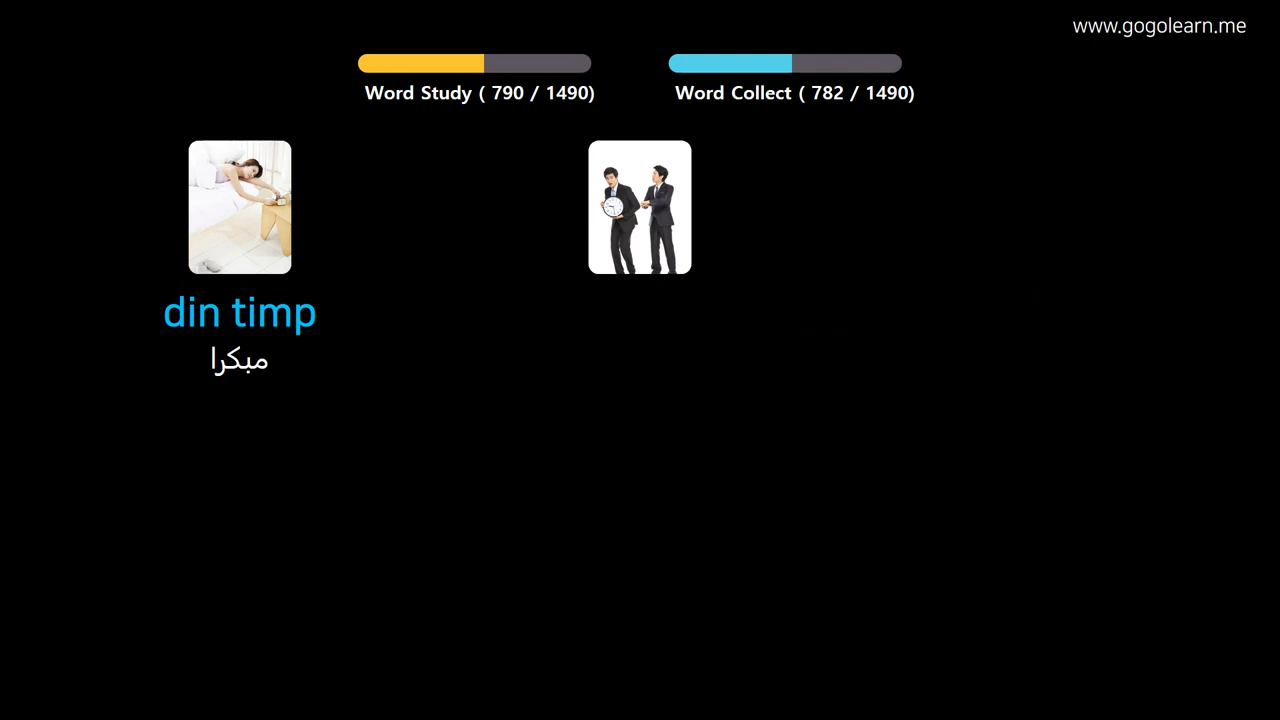 www.gogolearn.me
Word Study ( 790 / 1490)
Word Collect ( 782 / 1490)
din timp
مبكرا